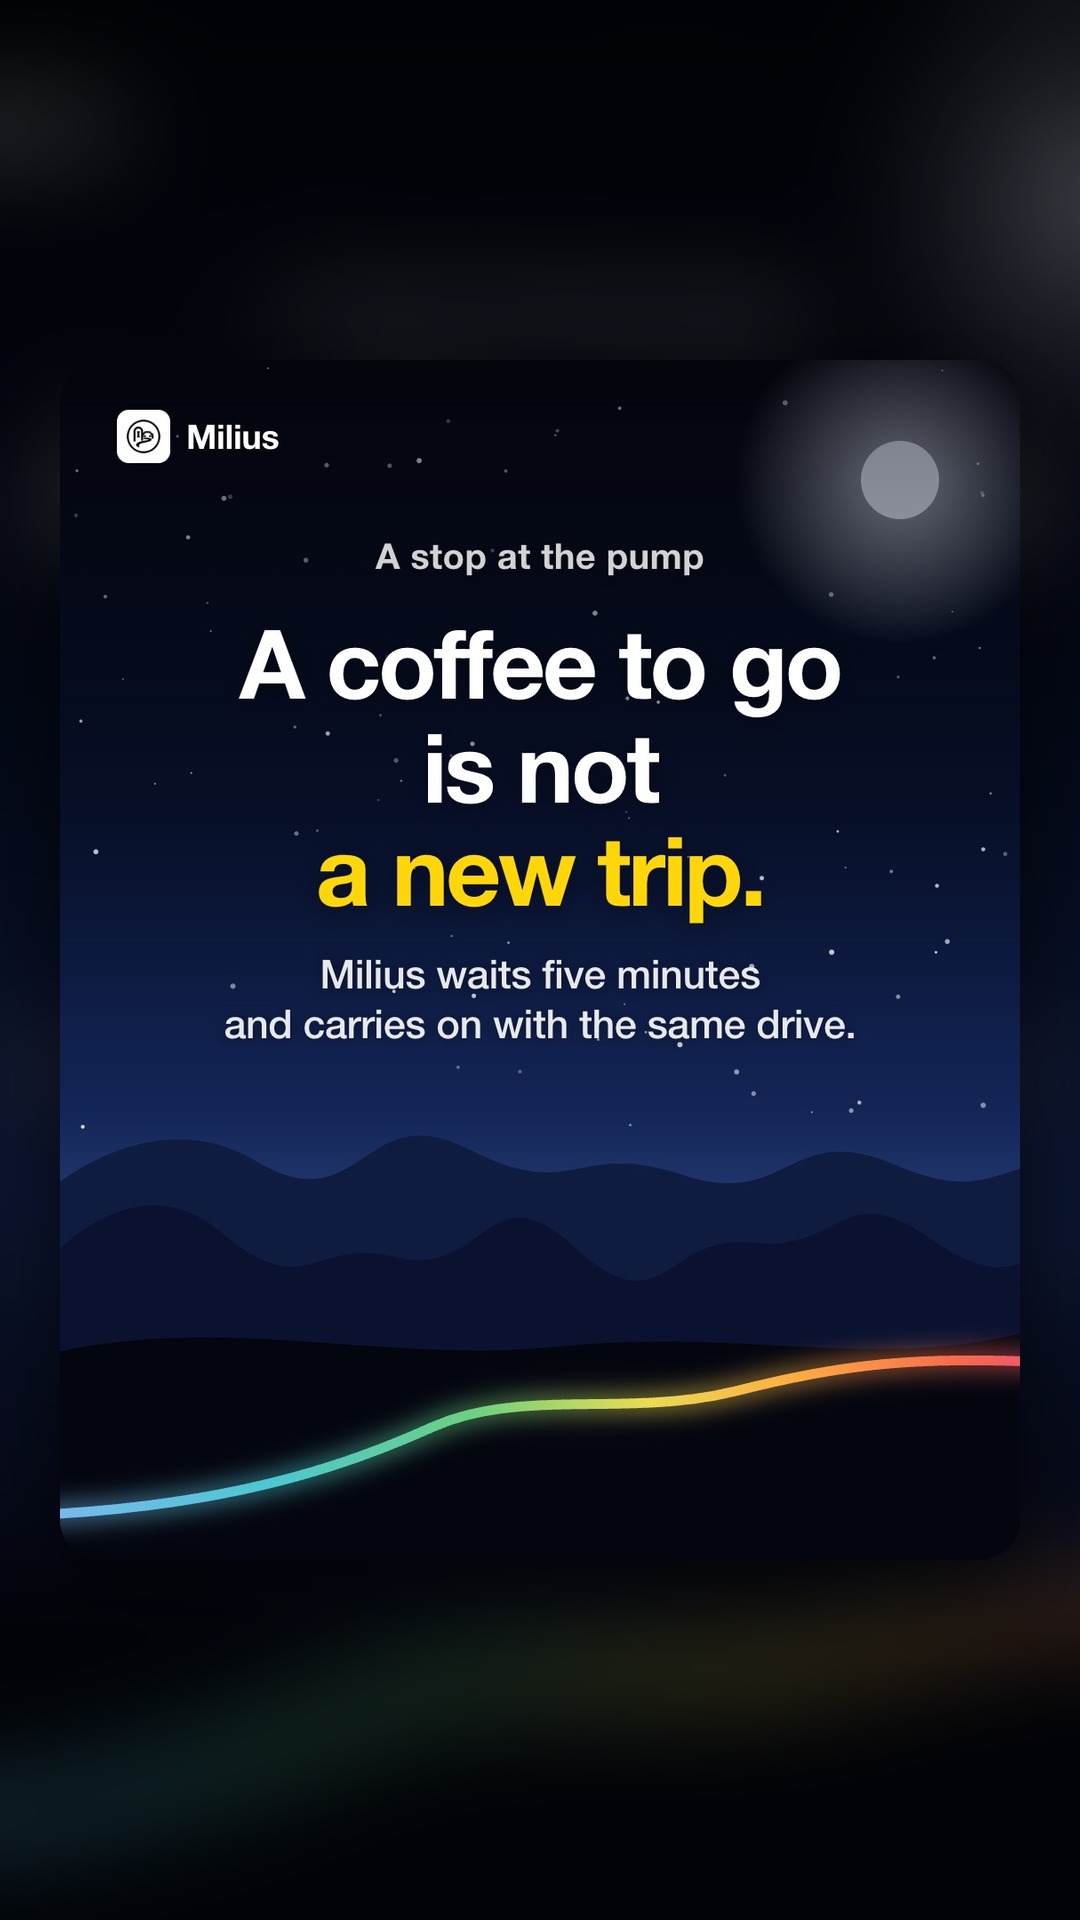 Milius
A stop at the pump
A coffee to go
is not
a new trip.
Milius waits five minutes
and carries on with the same drive.